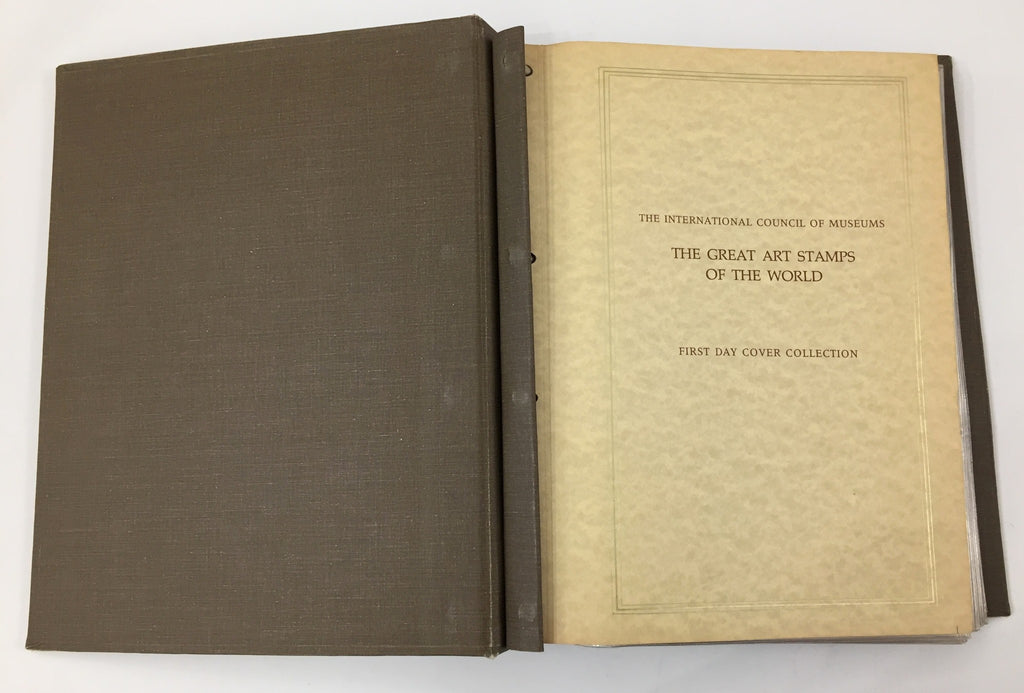 THE INTERNATIONAL COUNCIL OF MUSEUMS
THE GREAT ART STAMPS
OF THE WORLD
FIRST DAY COVER COLLECTION